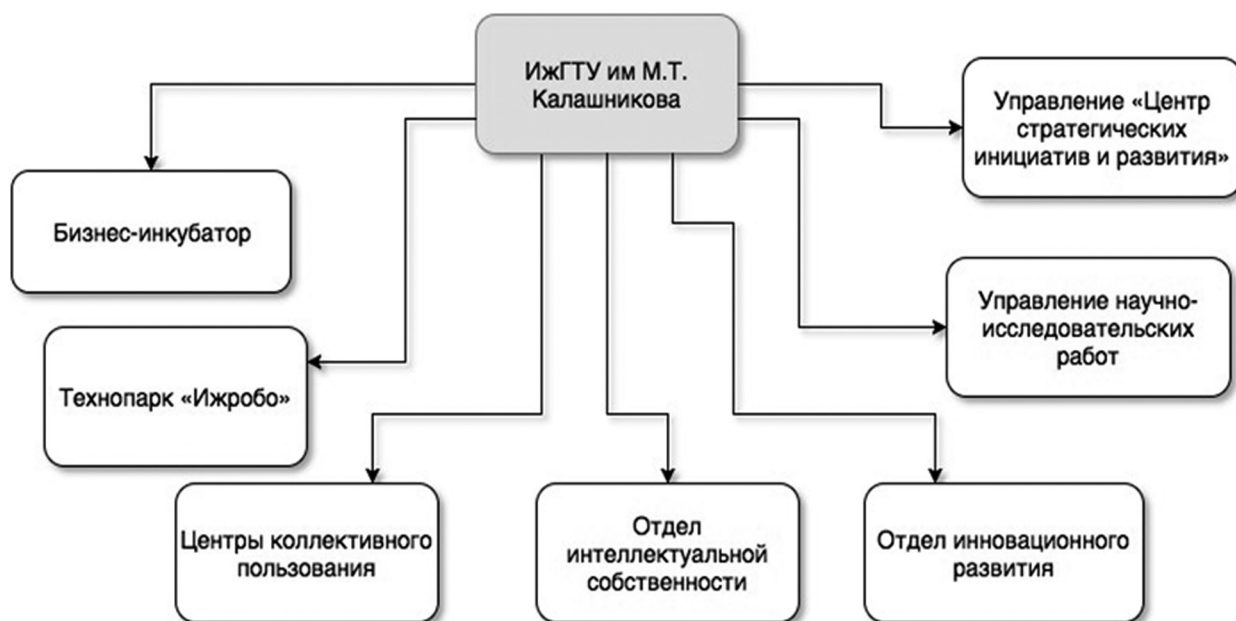 ИжГТУ им М.Т.
Калашникова
Управление «Центр
стратегических
инициатив и развития»
Бизнес-инкубатор
Управление научно-
исследовательских
работ
Технопарк «Ижробо»
Центры коллективного
пользования
Отдел
интеллектуальной
собственности
Отдел инновационного
развития